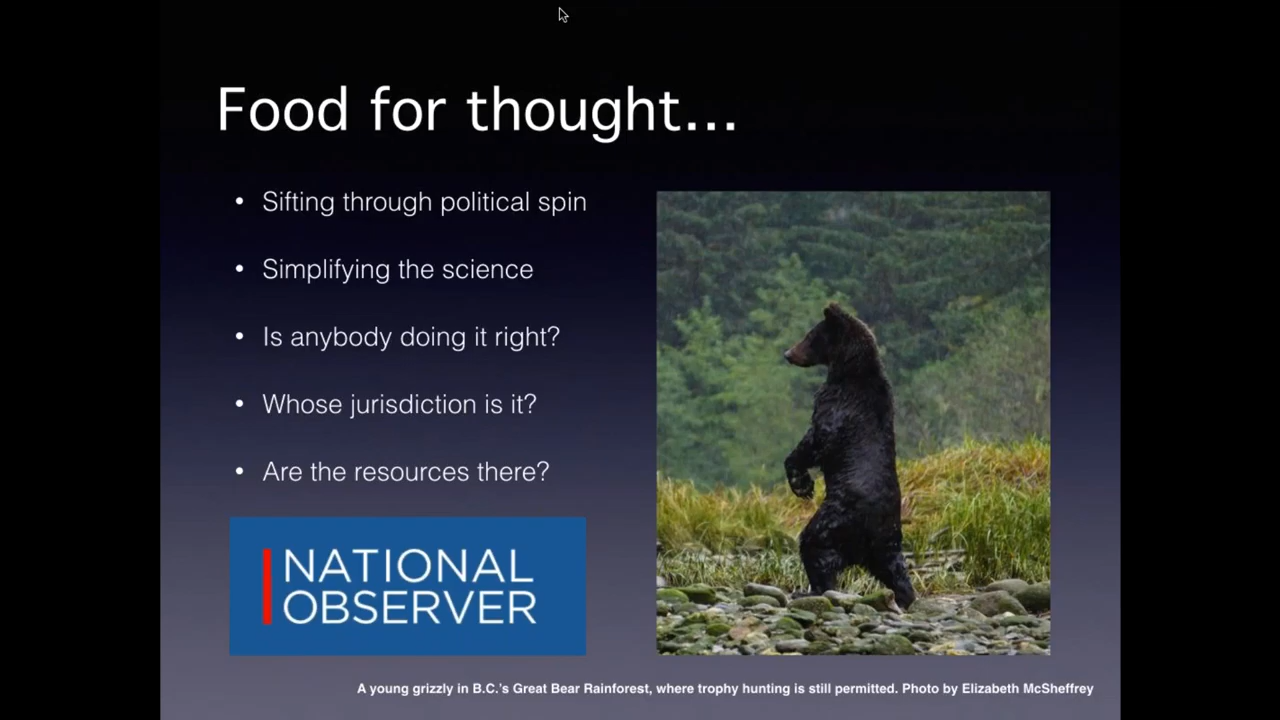 Food for thought...
• Sifting through political spin
• Simplifying the science
• Is anybody doing it right?
• Whose jurisdiction is it?
• Are the resources there?
NATIONAL
OBSERVER
A young grizzly in B.C.'s Great Bear Rainforest, where trophy hunting is still permitted. Photo by Elizabeth McSheffrey